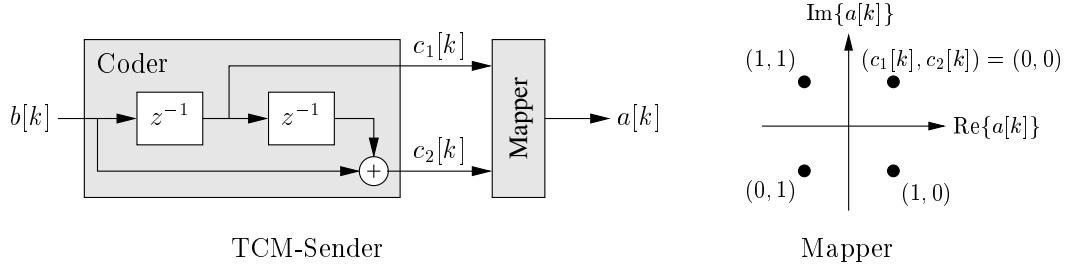 Coder
b[k]
z⁻¹
z⁻¹
+
c₁[k]
c₂[k]
Mapper
a[k]
TCM-Sender
Im{a[k]}
(1, 1)
(c₁[k], c₂[k]) = (0, 0)
Re{a[k]}
(0, 1)
(1, 0)
Mapper